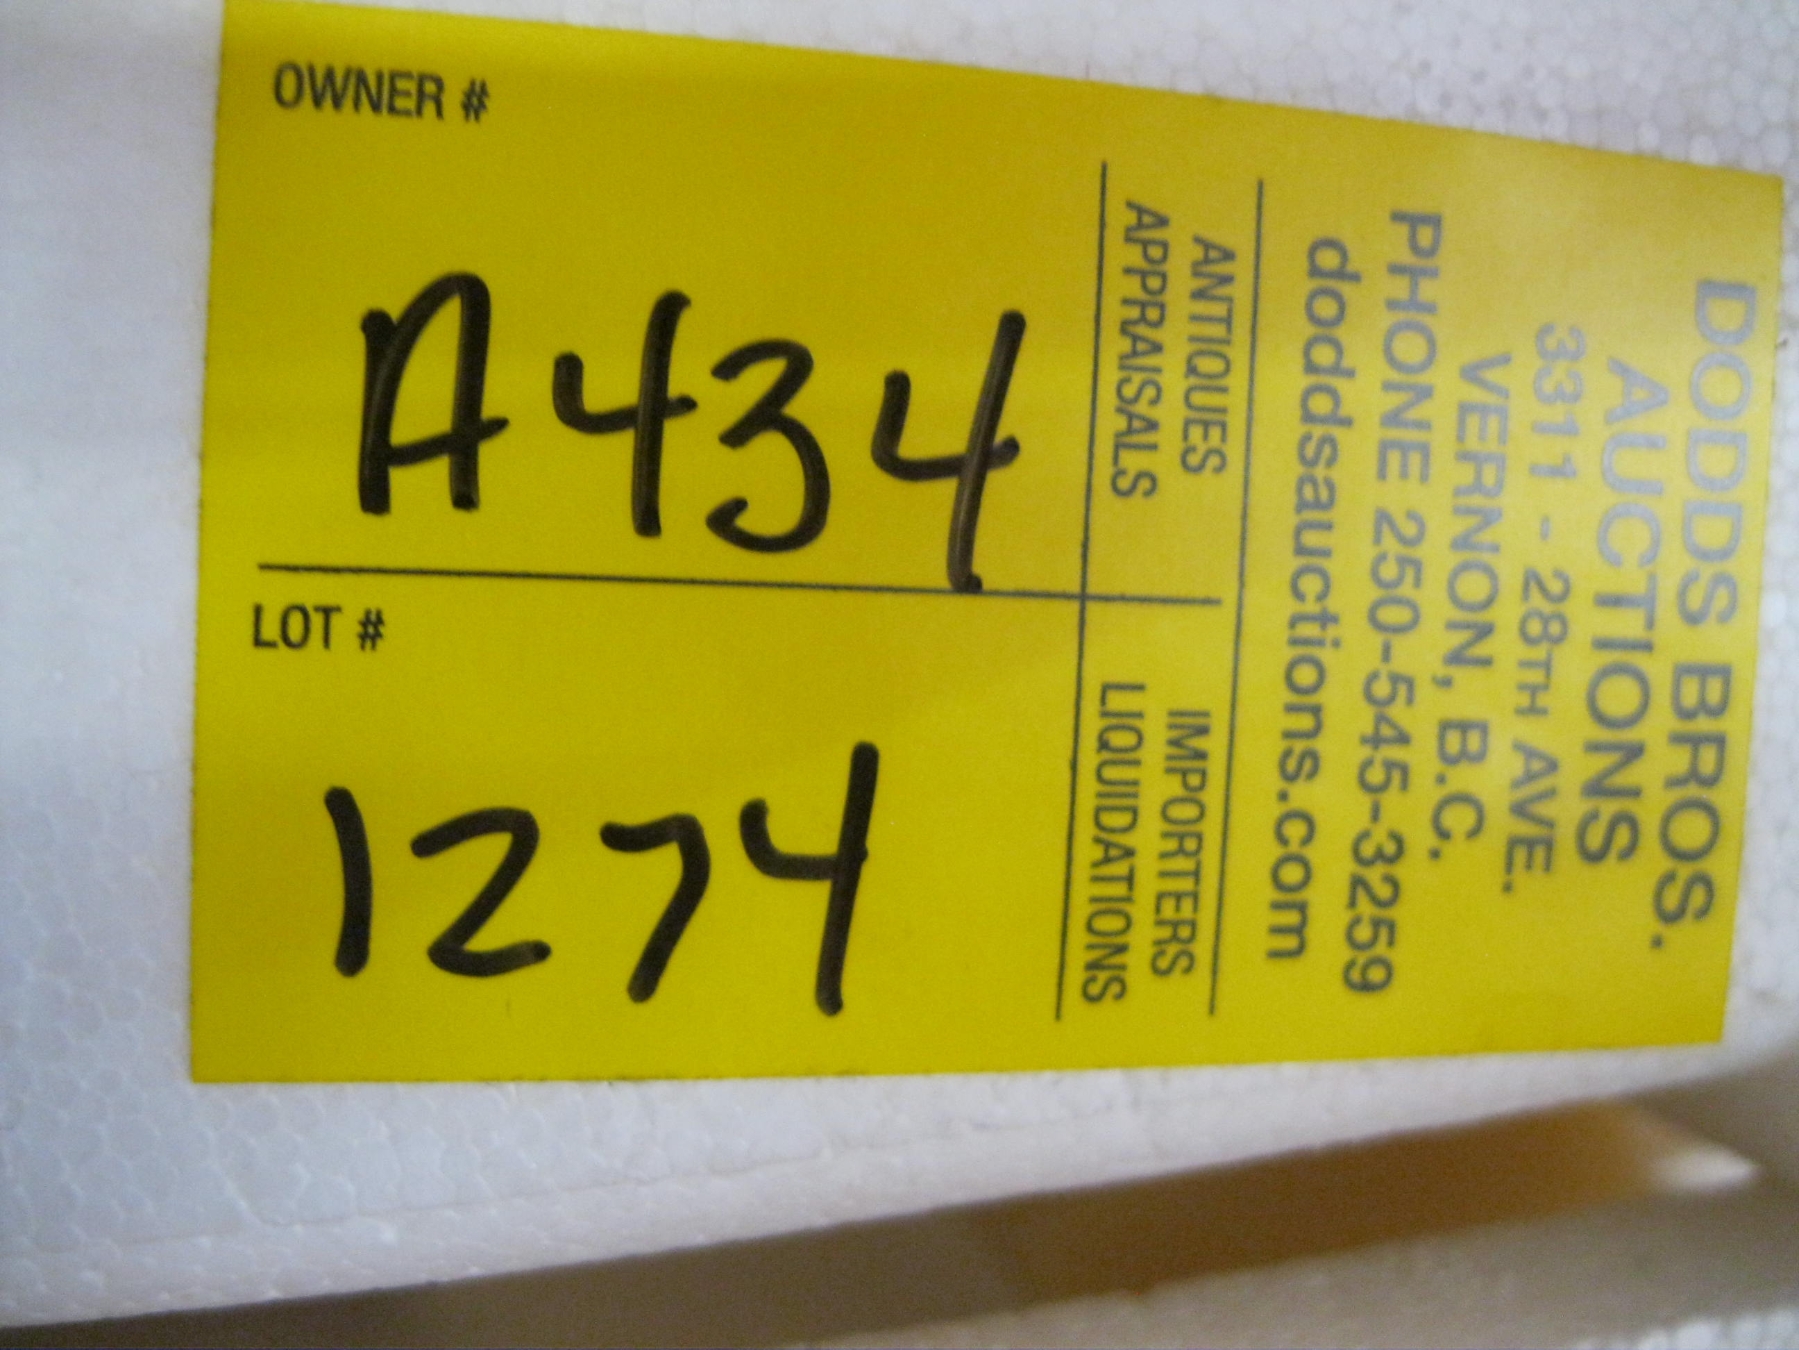 DODDS BROS.
AUCTIONS
3311 - 28TH AVE.
VERNON, B.C.
PHONE 250-545-3259
doddsauctions.com
ANTIQUES
APPRAISALS
IMPORTERS
LIQUIDATIONS
OWNER #
A434
LOT #
1274